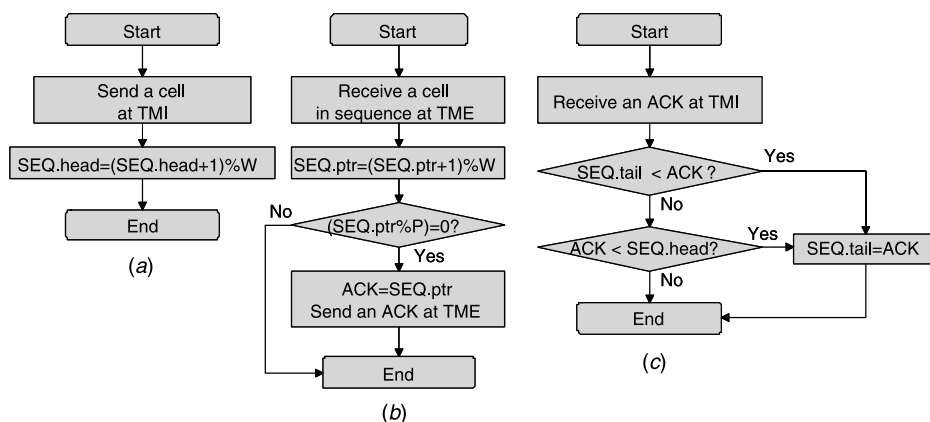 Start
Send a cell
at TMI
SEQ.head=(SEQ.head+1)%W
End
(a)
Start
Receive a cell
in sequence at TME
SEQ.ptr=(SEQ.ptr+1)%W
No
(SEQ.ptr%P)=0?
Yes
ACK=SEQ.ptr
Send an ACK at TME
End
(b)
Start
Receive an ACK at TMI
Yes
SEQ.tail < ACK ?
No
ACK < SEQ.head?
Yes
SEQ.tail=ACK
No
End
(c)